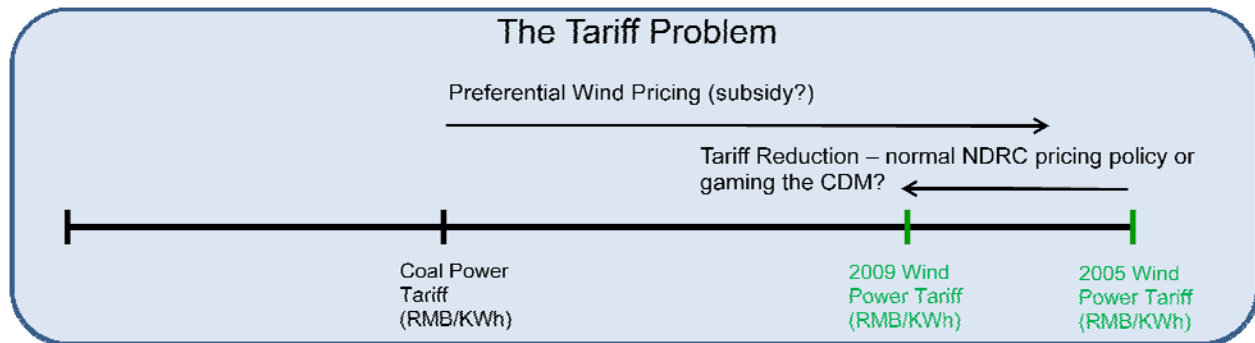 The Tariff Problem
Preferential Wind Pricing (subsidy?)
Tariff Reduction – normal NDRC pricing policy or
gaming the CDM?
Coal Power
Tariff
(RMB/KWh)
2009 Wind
Power Tariff
(RMB/KWh)
2005 Wind
Power Tariff
(RMB/KWh)